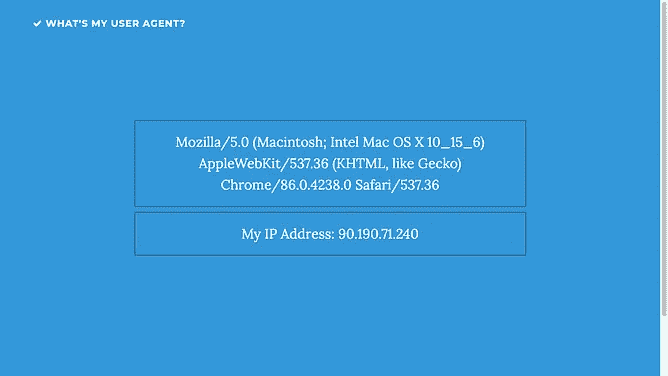 WHAT'S MY USER AGENT?
Mozilla/5.0 (Macintosh; Intel Mac OS X 10_15_6)
AppleWebKit/537.36 (KHTML, like Gecko)
Chrome/86.0.4238.0 Safari/537.36
My IP Address: 90.190.71.240